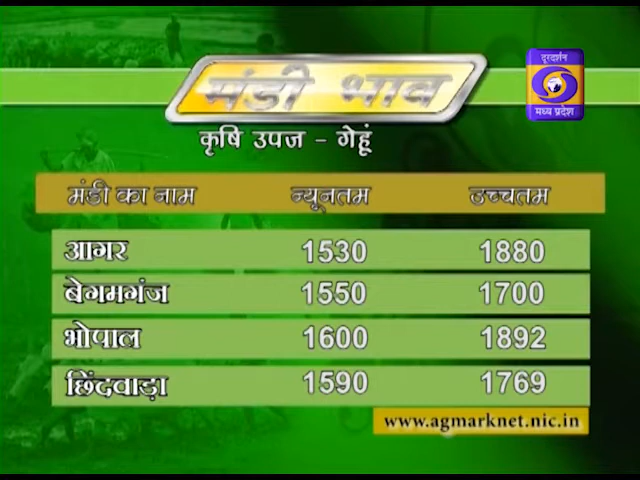 दूरदर्शन
मध्य प्रदेश
मंडी भाव
कृषि उपज - गेहूं
मंडी का नाम न्यूनतम उच्चतम
आगर 1530 1880
बेगमगंज 1550 1700
भोपाल 1600 1892
छिंदवाड़ा 1590 1769
www.agmarknet.nic.in